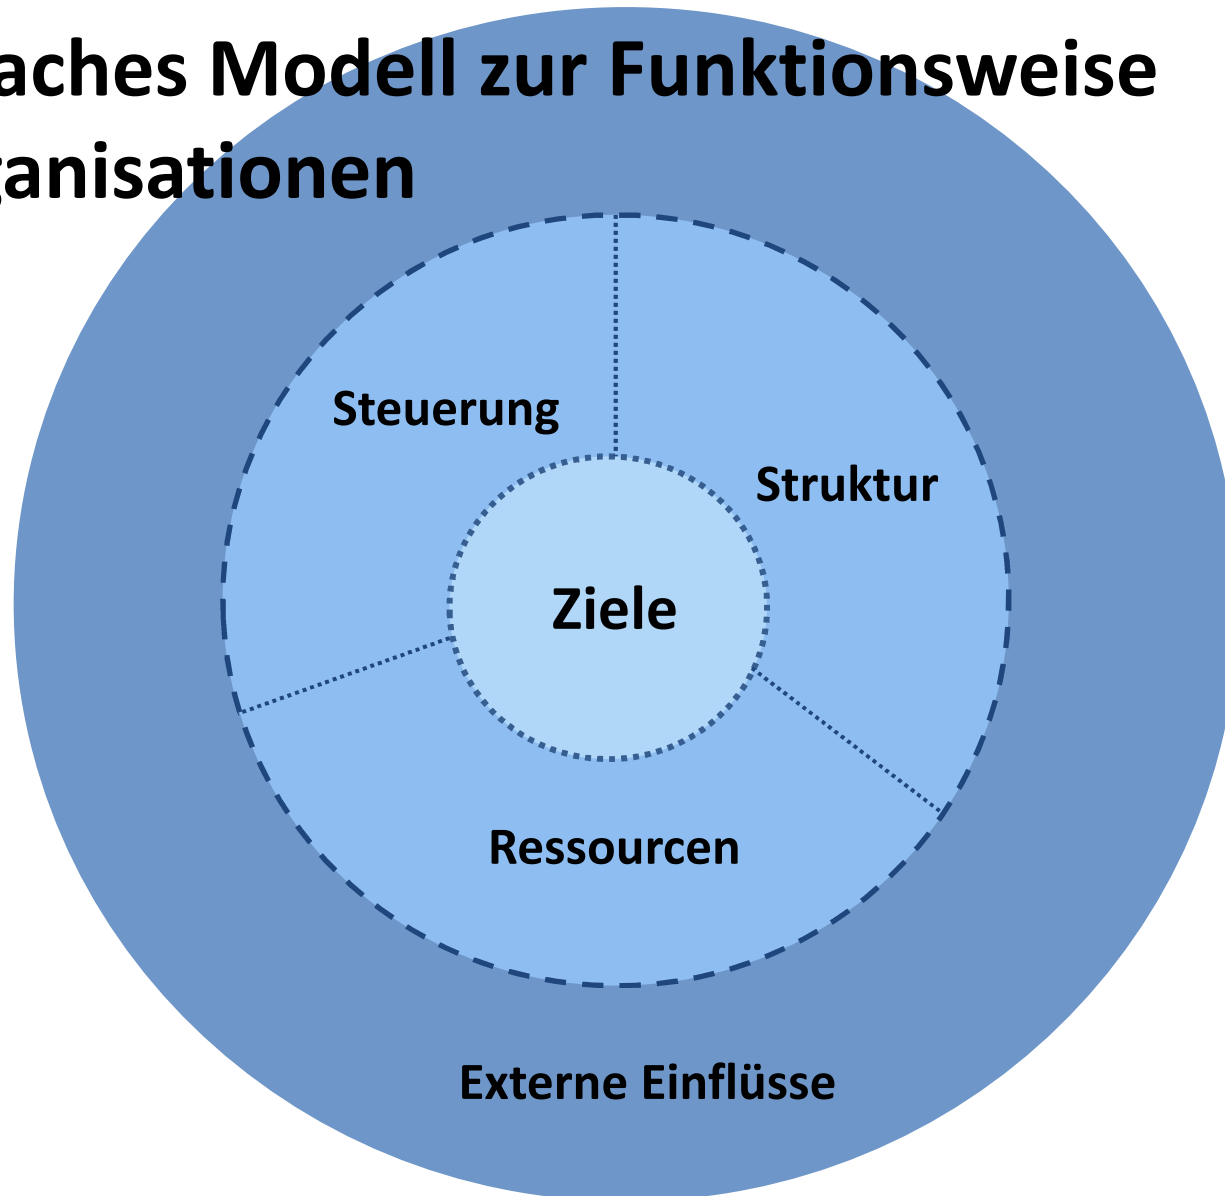 aches Modell zur Funktionsweise
ganisationen
Steuerung
Struktur
Ziele
Ressourcen
Externe Einflüsse